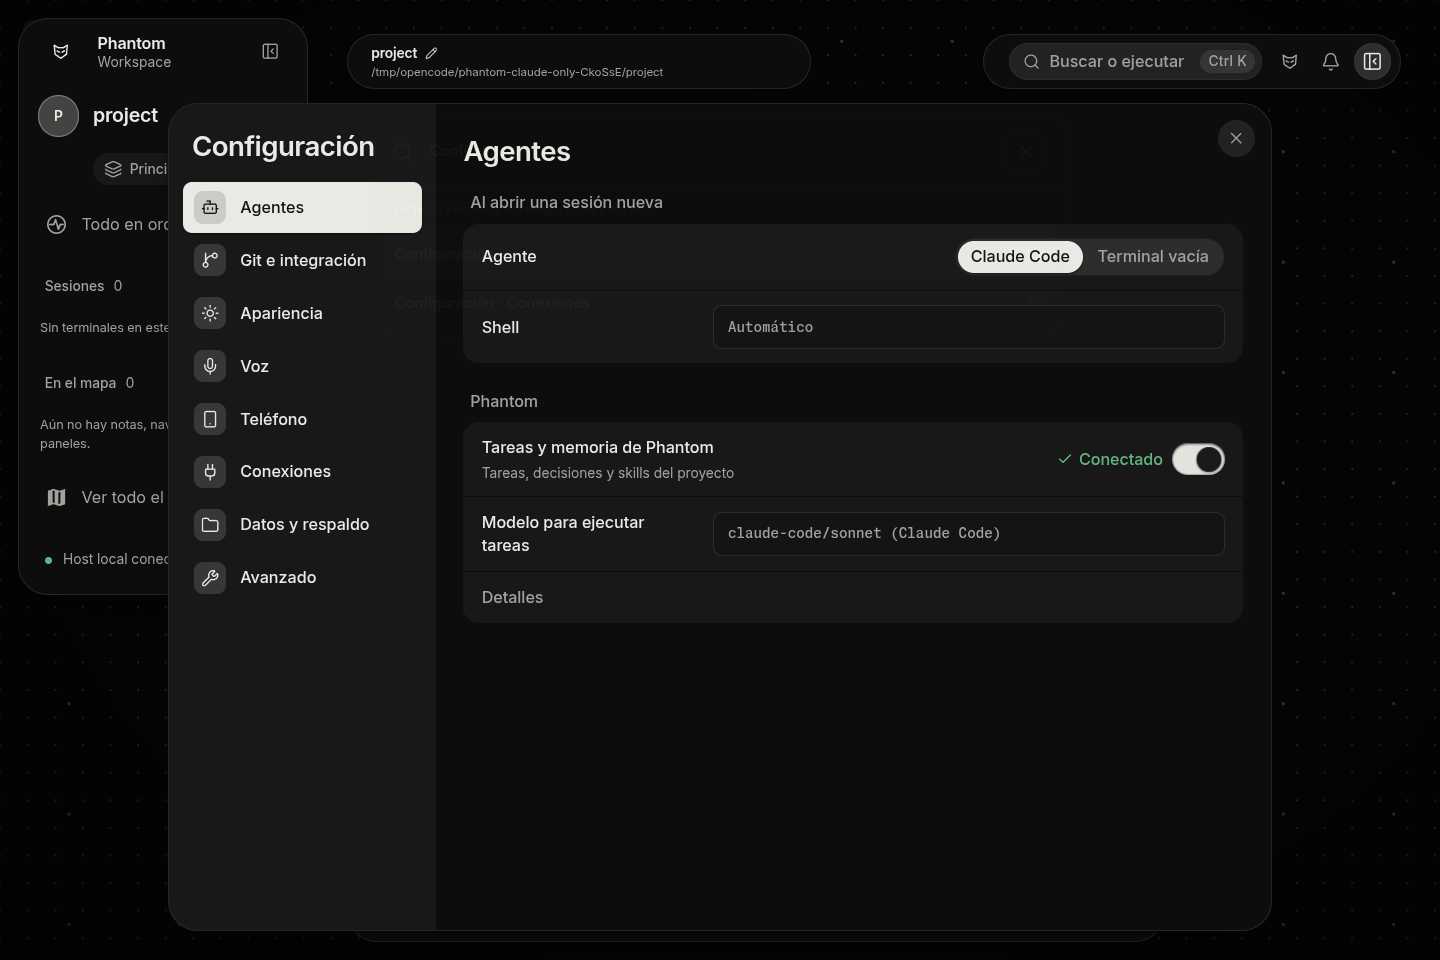 Phantom
Workspace
project
/tmp/opencode/phantom-claude-only-CkoSsE/project
Buscar o ejecutar
Ctrl K
P
project
Princi
Todo en orc
Sesiones 0
Sin terminales en este
En el mapa 0
Aún no hay notas, nav
paneles.
Ver todo el
Host local conec
Configuración
Agentes
Git e integración
Apariencia
Voz
Teléfono
Conexiones
Datos y respaldo
Avanzado
Agentes
Al abrir una sesión nueva
Agente
Claude Code
Terminal vacía
Configuración · Conexiones
Shell
Automático
Phantom
Tareas y memoria de Phantom
Tareas, decisiones y skills del proyecto
Conectado
Modelo para ejecutar
tareas
claude-code/sonnet (Claude Code)
Detalles